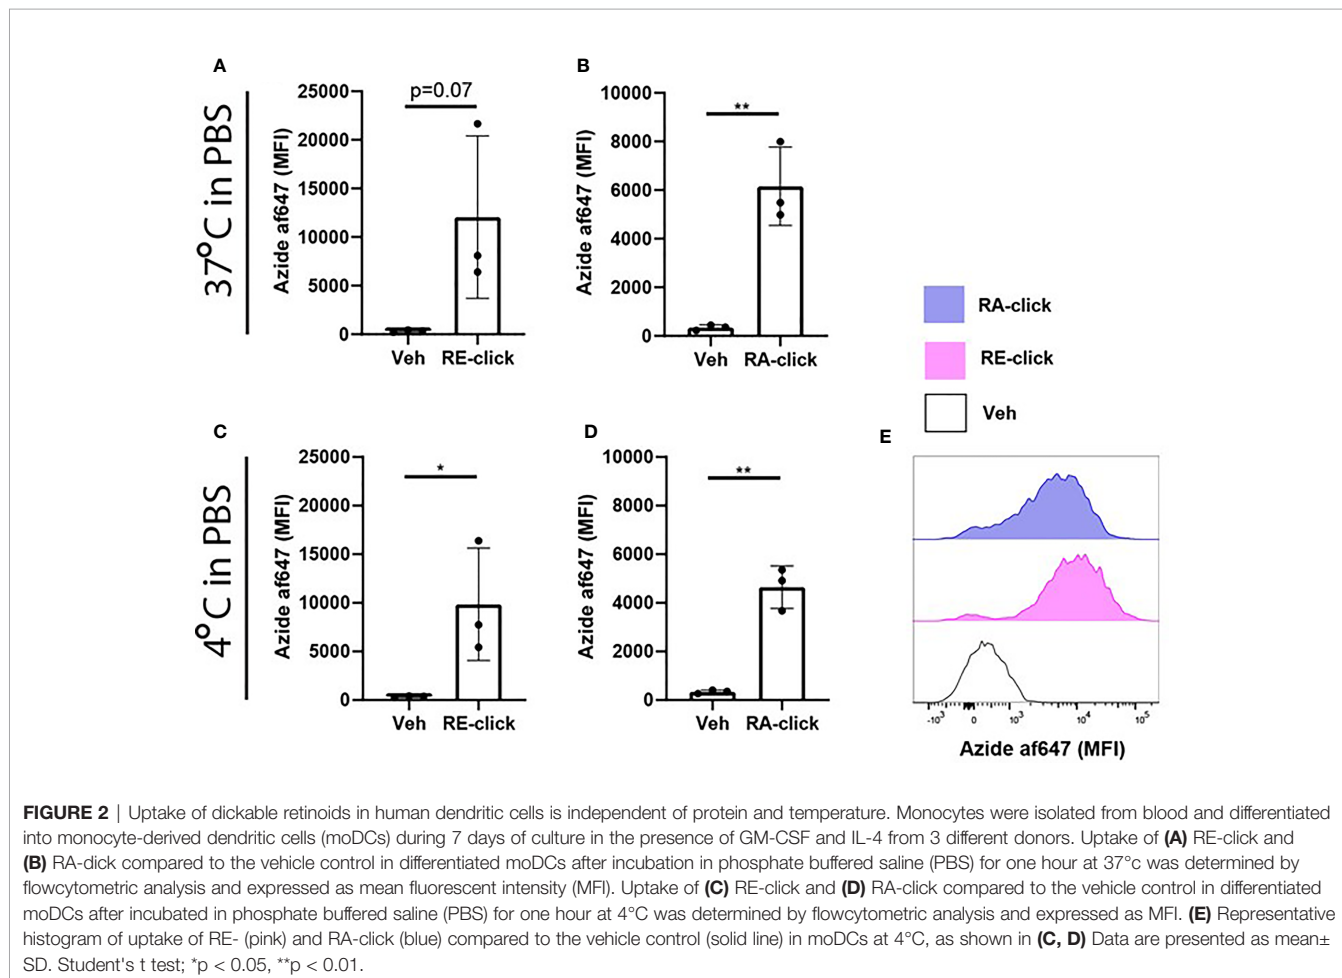 A
37°C in PBS
Azide af647 (MFI)
25000
20000
15000
10000
5000
0
p=0.07
Veh RE-click
B
Azide af647 (MFI)
10000
8000
6000
4000
2000
0
**
Veh RA-click
C
4°C in PBS
Azide af647 (MFI)
25000
20000
15000
10000
5000
0
*
Veh RE-click
D
Azide af647 (MFI)
10000
8000
6000
4000
2000
0
**
Veh RA-click
RA-click
RE-click
Veh
E
-10³ 0 10³ 10⁴ 10⁵
Azide af647 (MFI)
FIGURE 2 | Uptake of dickable retinoids in human dendritic cells is independent of protein and temperature. Monocytes were isolated from blood and differentiated
into monocyte-derived dendritic cells (moDCs) during 7 days of culture in the presence of GM-CSF and IL-4 from 3 different donors. Uptake of (A) RE-click and
(B) RA-dick compared to the vehicle control in differentiated moDCs after incubation in phosphate buffered saline (PBS) for one hour at 37°c was determined by
flowcytometric analysis and expressed as mean fluorescent intensity (MFI). Uptake of (C) RE-click and (D) RA-click compared to the vehicle control in differentiated
moDCs after incubated in phosphate buffered saline (PBS) for one hour at 4°C was determined by flowcytometric analysis and expressed as MFI. (E) Representative
histogram of uptake of RE- (pink) and RA-click (blue) compared to the vehicle control (solid line) in moDCs at 4°C, as shown in (C, D) Data are presented as mean±
SD. Student's t test; *p < 0.05, **p < 0.01.